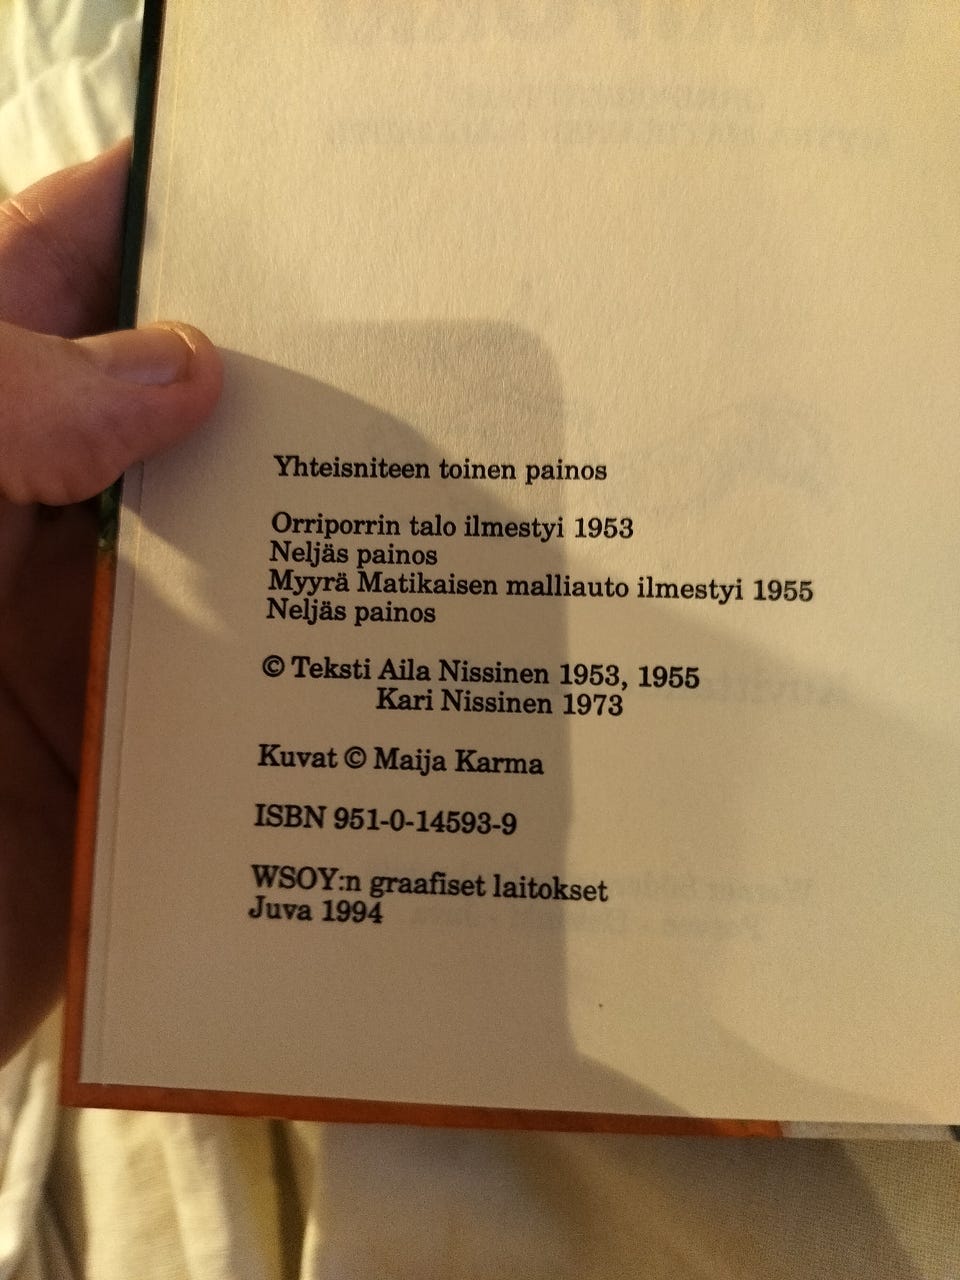 Yhteisniteen toinen painos
Orriporrin talo ilmestyi 1953
Neljäs painos
Myyrä Matikaisen malliauto ilmestyi 1955
Neljäs painos
© Teksti Aila Nissinen 1953, 1955
Kari Nissinen 1973
Kuvat © Maija Karma
ISBN 951-0-14593-9
WSOY:n graafiset laitokset
Juva 1994